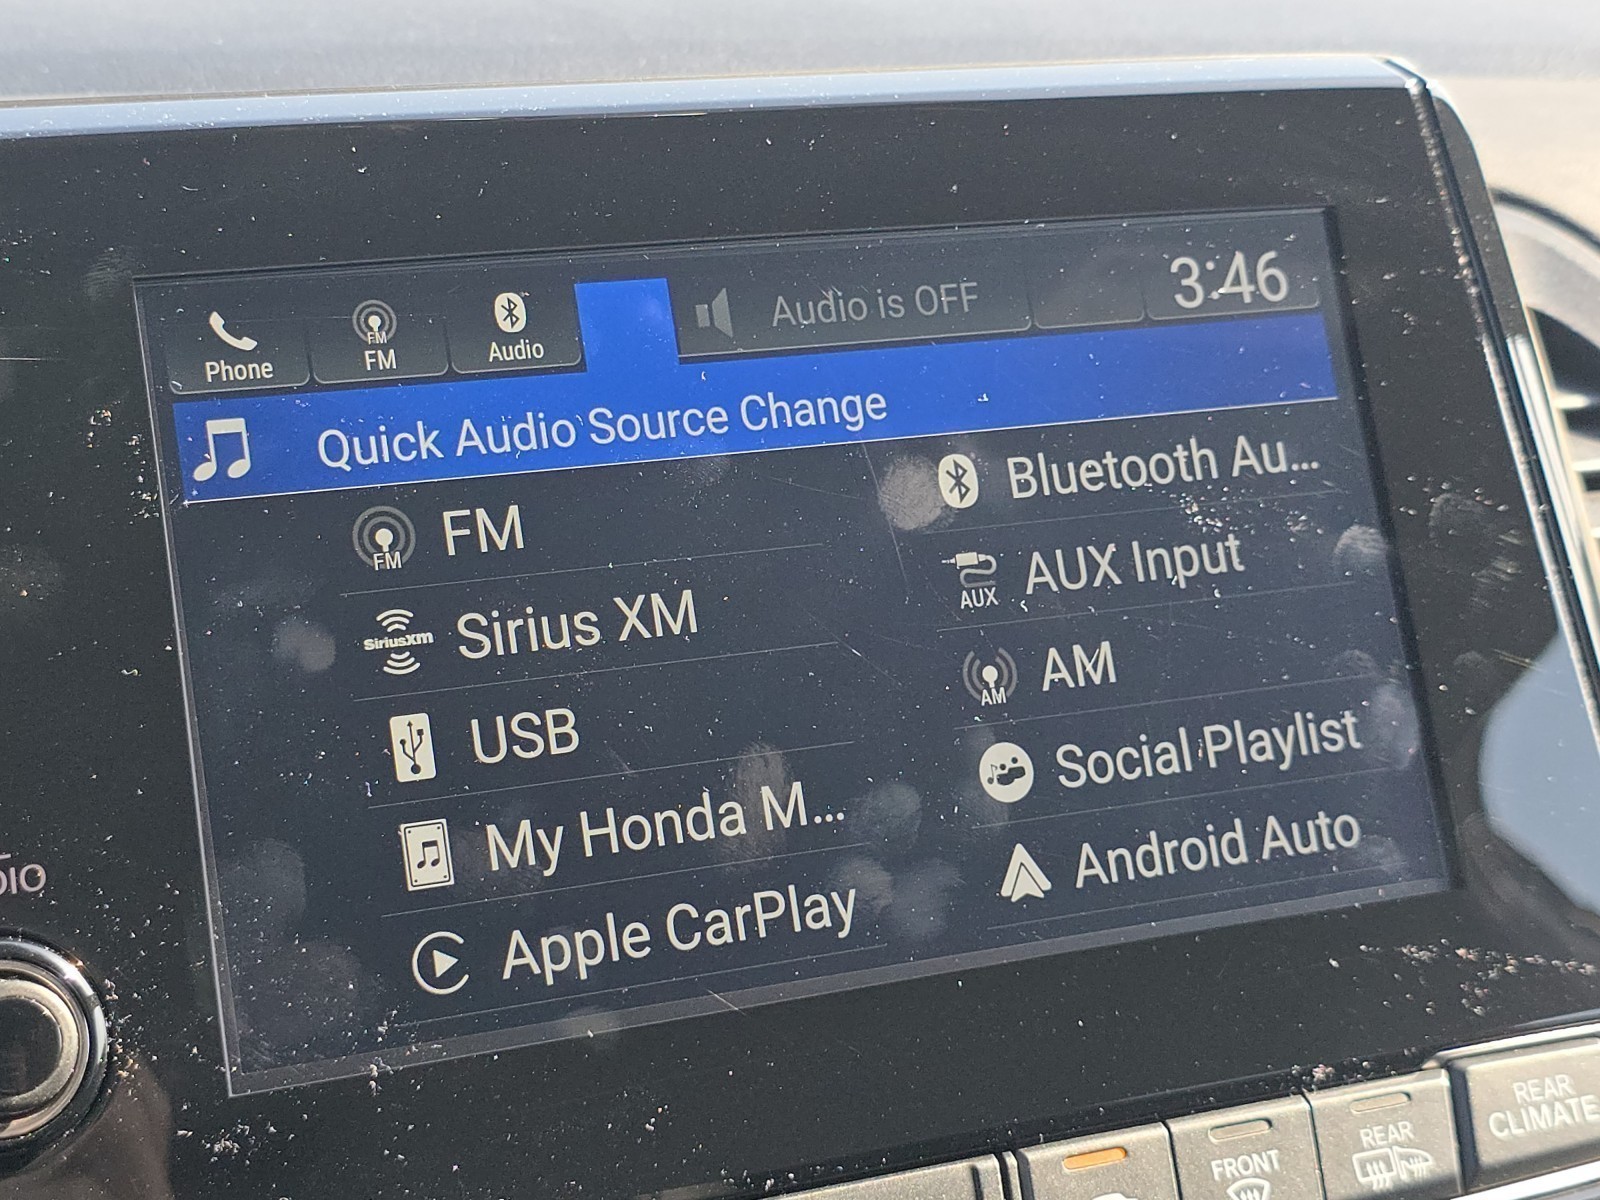 Phone
FM
FM
Audio
Audio is OFF
3:46
Quick Audio Source Change
FM
FM
Bluetooth Au...
SiriusXm
Sirius XM
AUX
AUX Input
USB
AM
AM
My Honda M...
Social Playlist
Apple CarPlay
Android Auto
FRONT
REAR
REAR
CLIMATE